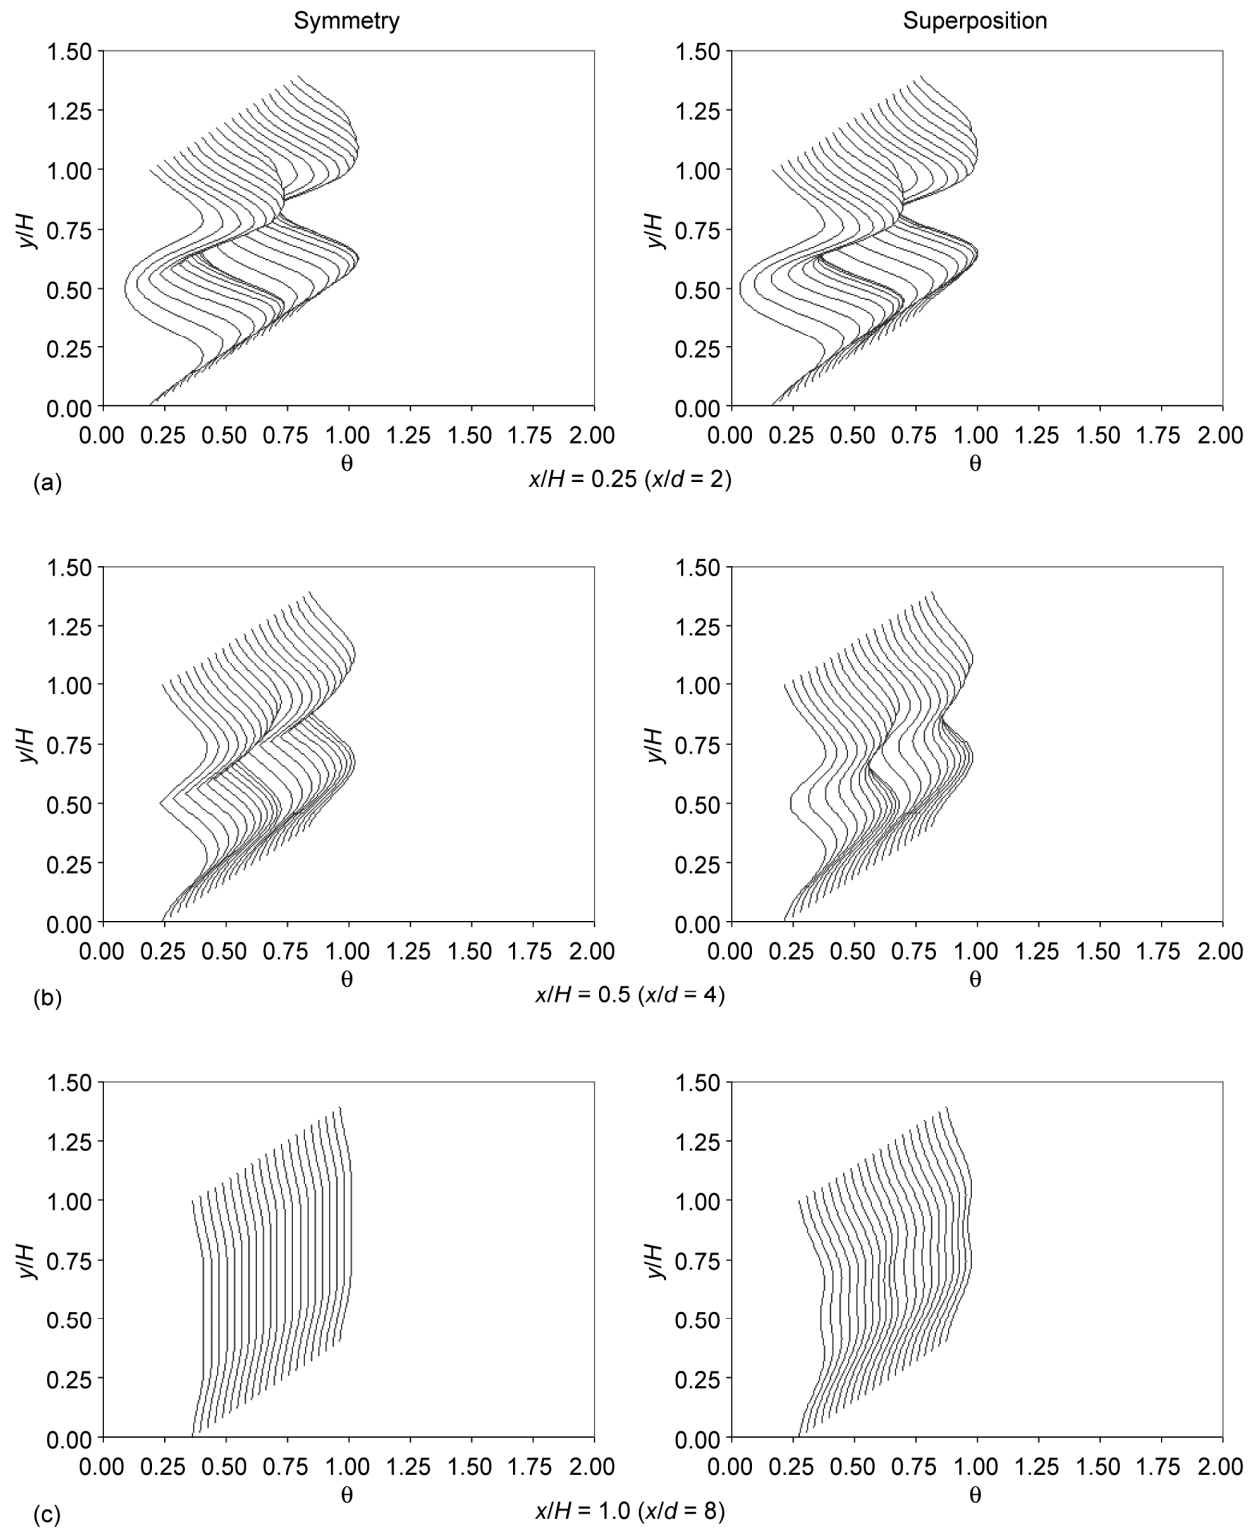 Symmetry Superposition
1.50 1.50
1.25 1.25
1.00 1.00
y/H 0.75 y/H 0.75
0.50 0.50
0.25 0.25
0.00 0.00
0.00 0.25 0.50 0.75 1.00 1.25 1.50 1.75 2.00 0.00 0.25 0.50 0.75 1.00 1.25 1.50 1.75 2.00
θ θ
(a) x/H = 0.25 (x/d = 2)
1.50 1.50
1.25 1.25
1.00 1.00
y/H 0.75 y/H 0.75
0.50 0.50
0.25 0.25
0.00 0.00
0.00 0.25 0.50 0.75 1.00 1.25 1.50 1.75 2.00 0.00 0.25 0.50 0.75 1.00 1.25 1.50 1.75 2.00
θ θ
(b) x/H = 0.5 (x/d = 4)
1.50 1.50
1.25 1.25
1.00 1.00
y/H 0.75 y/H 0.75
0.50 0.50
0.25 0.25
0.00 0.00
0.00 0.25 0.50 0.75 1.00 1.25 1.50 1.75 2.00 0.00 0.25 0.50 0.75 1.00 1.25 1.50 1.75 2.00
θ θ
(c) x/H = 1.0 (x/d = 8)